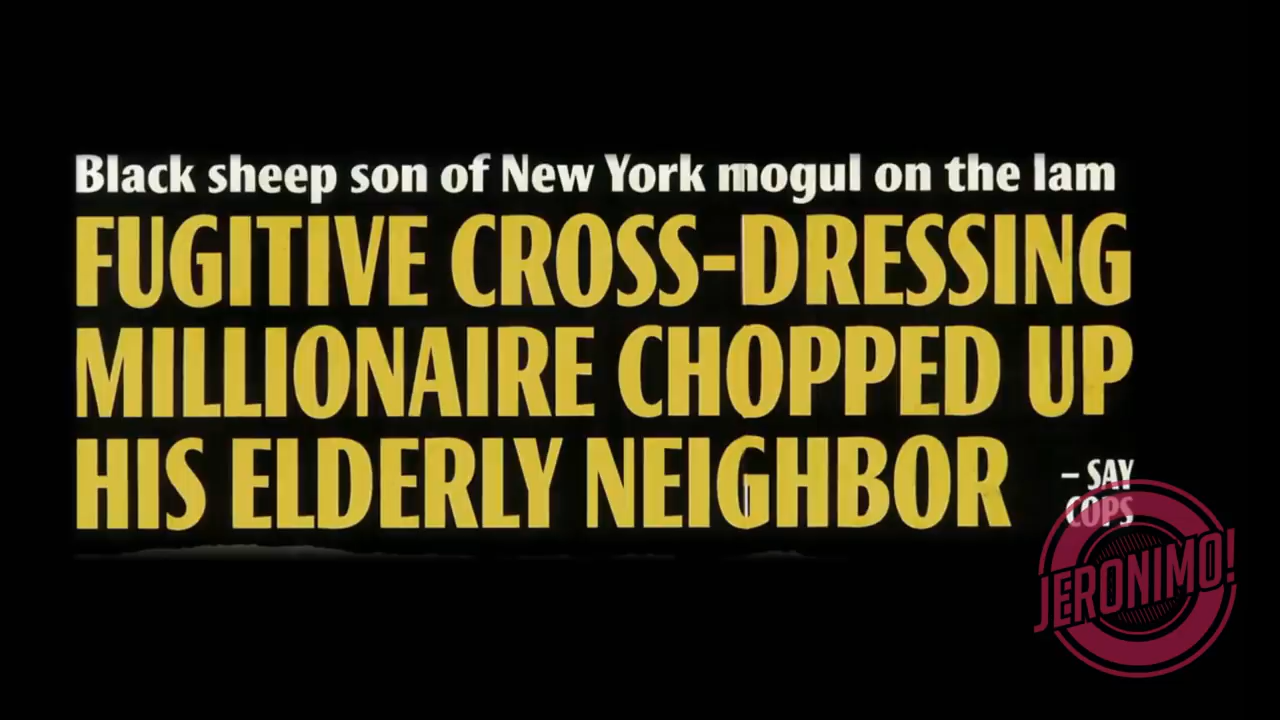 Black sheep son of New York mogul on the lam
FUGITIVE CROSS-DRESSING
MILLIONAIRE CHOPPED UP
HIS ELDERLY NEIGHBOR
– SAY
COPS
JERONIMO!